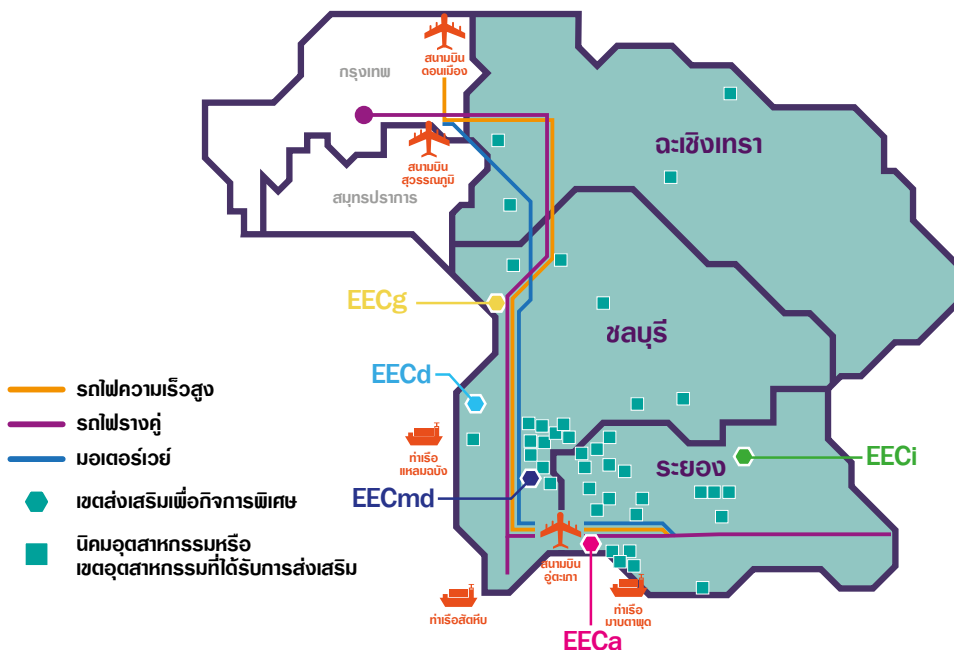 สนามบิน
ดอนเมือง
กรุงเทพ
สนามบิน
สุวรรณภูมิ
สมุทรปราการ
ฉะเชิงเทรา
EECg
ชลบุรี
EECd
รถไฟความเร็วสูง
รถไฟรางคู่
มอเตอร์เวย์
เขตส่งเสริมเพื่อกิจการพิเศษ
นิคมอุตสาหกรรมหรือ
เขตอุตสาหกรรมที่ได้รับการส่งเสริม
ท่าเรือ
แหลมฉบัง
ระยอง
EECi
EECmd
สนามบิน
อู่ตะเภา
ท่าเรือสัตหีบ
ท่าเรือ
มาบตาพุด
EECa